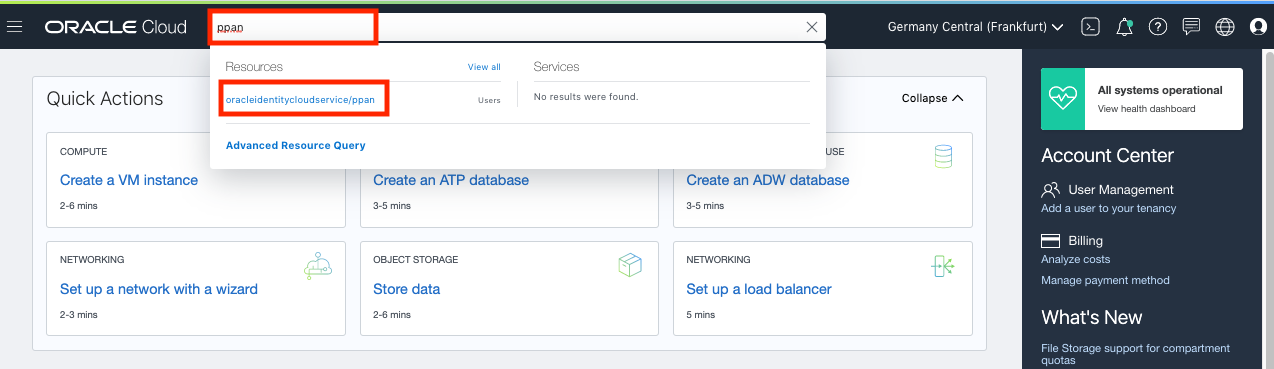 ORACLE Cloud
ppan
Germany Central (Frankfurt)
Resources
View all
Services
oracleidentitycloudservice/ppan
Users
No results were found.
Advanced Resource Query
Quick Actions
Collapse
COMPUTE
Create a VM instance
2-6 mins
Create an ATP database
3-5 mins
USE
Create an ADW database
3-5 mins
NETWORKING
Set up a network with a wizard
2-3 mins
OBJECT STORAGE
Store data
2-6 mins
NETWORKING
Set up a load balancer
5 mins
All systems operational
View health dashboard
Account Center
User Management
Add a user to your tenancy
Billing
Analyze costs
Manage payment method
What's New
File Storage support for compartment
quotas